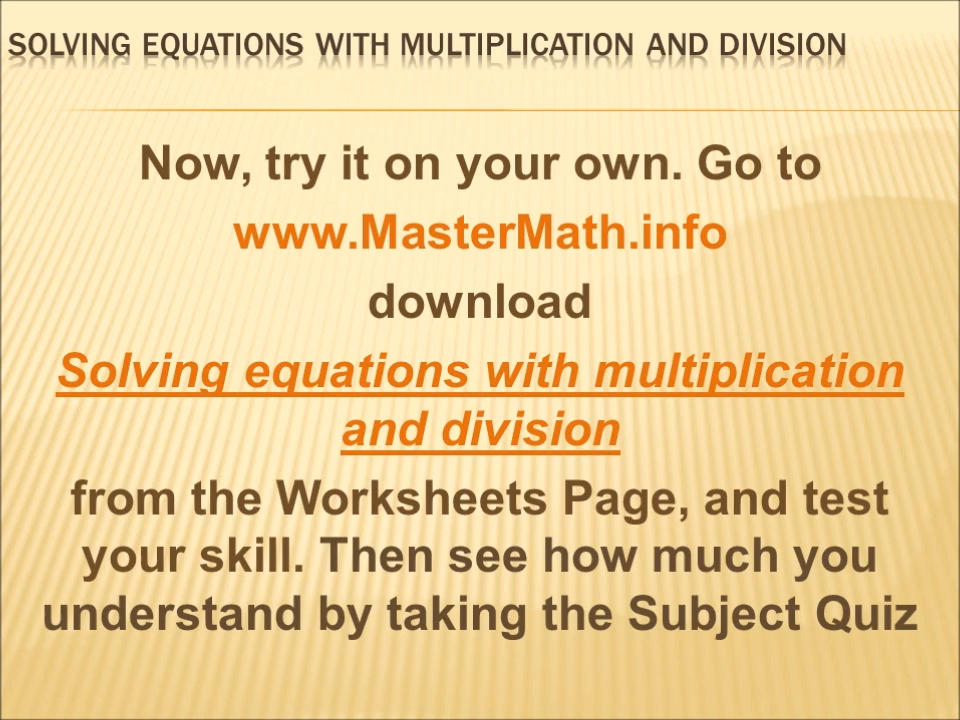 SOLVING EQUATIONS WITH MULTIPLICATION AND DIVISION
Now, try it on your own. Go to
www.MasterMath.info
download
Solving equations with multiplication
and division
from the Worksheets Page, and test
your skill. Then see how much you
understand by taking the Subject Quiz